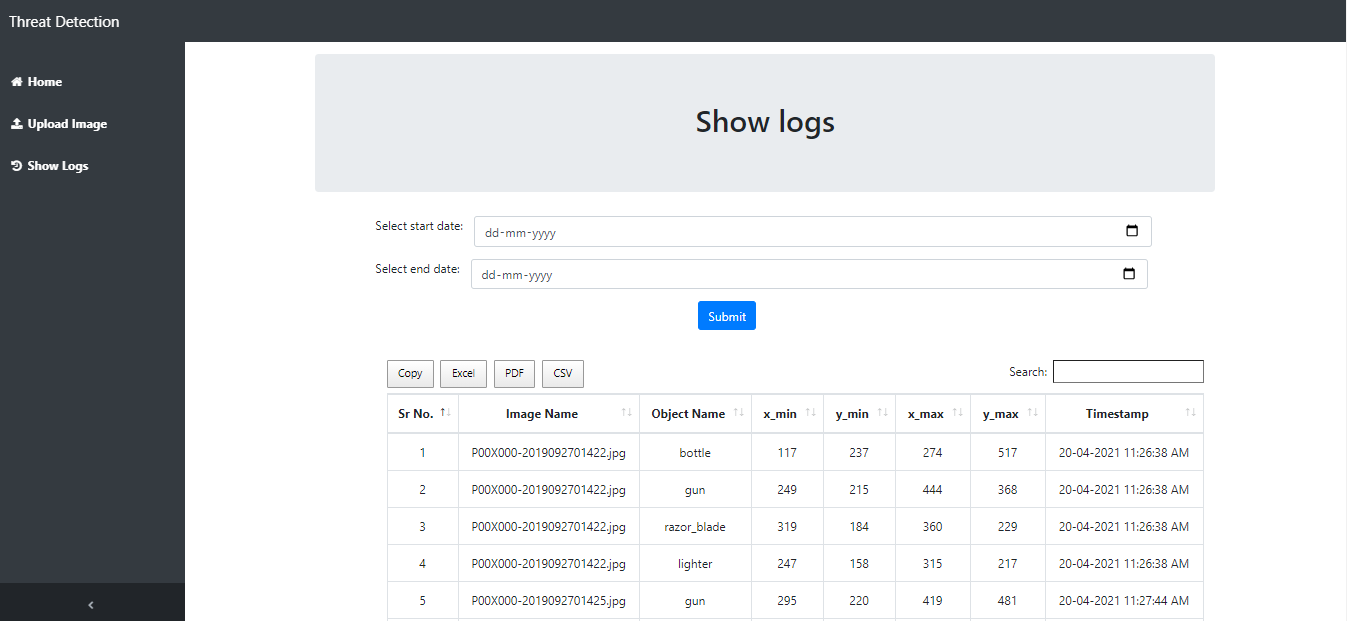 Threat Detection
Home
Upload Image
Show Logs
Show logs
Select start date: dd-mm-yyyy
Select end date: dd-mm-yyyy
Submit
Copy Excel PDF CSV Search:
Sr No. Image Name Object Name x_min y_min x_max y_max Timestamp
1 P00X000-2019092701422.jpg bottle 117 237 274 517 20-04-2021 11:26:38 AM
2 P00X000-2019092701422.jpg gun 249 215 444 368 20-04-2021 11:26:38 AM
3 P00X000-2019092701422.jpg razor_blade 319 184 360 229 20-04-2021 11:26:38 AM
4 P00X000-2019092701422.jpg lighter 247 158 315 217 20-04-2021 11:26:38 AM
5 P00X000-2019092701425.jpg gun 295 220 419 481 20-04-2021 11:27:44 AM